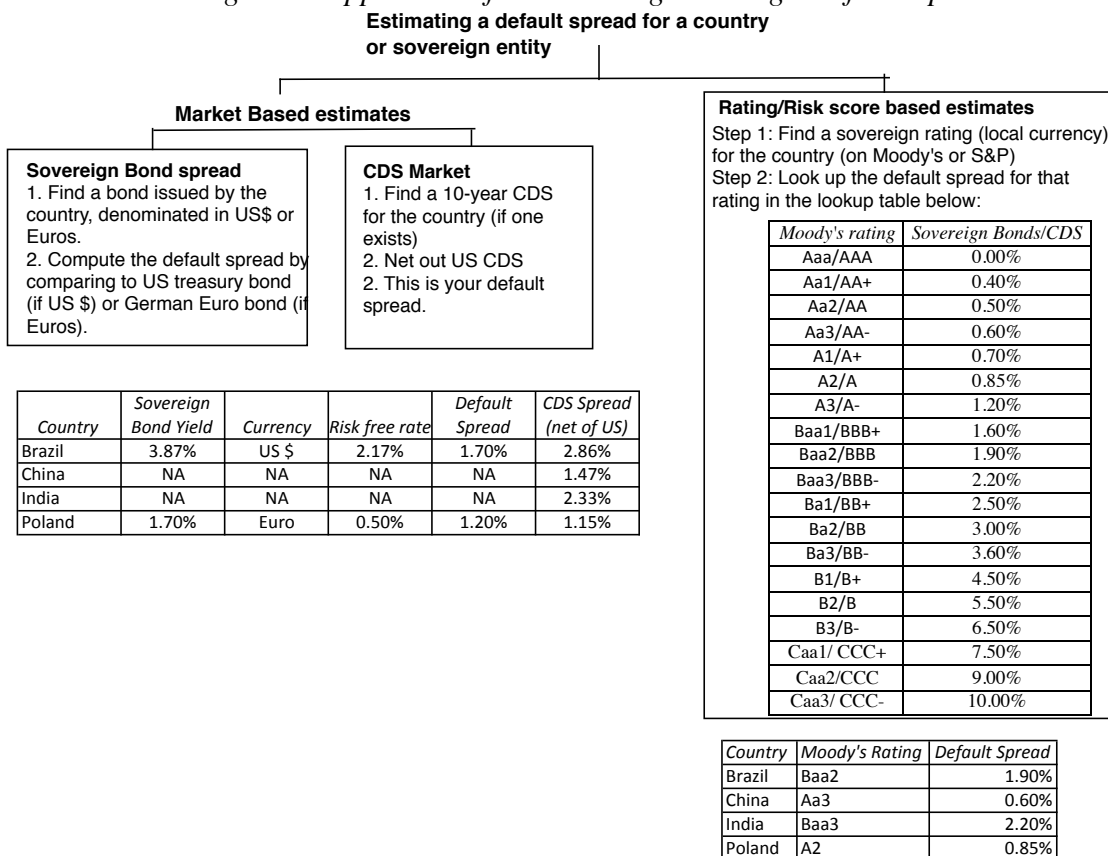 Estimating a default spread for a country
or sovereign entity
Market Based estimates
Sovereign Bond spread
1. Find a bond issued by the
country, denominated in US$ or
Euros.
2. Compute the default spread by
comparing to US treasury bond
(if US $) or German Euro bond (if
Euros).
CDS Market
1. Find a 10-year CDS
for the country (if one
exists)
2. Net out US CDS
2. This is your default
spread.
Country Sovereign Bond Yield Currency Risk free rate Default Spread CDS Spread (net of US)
Brazil 3.87% US $ 2.17% 1.70% 2.86%
China NA NA NA NA 1.47%
India NA NA NA NA 2.33%
Poland 1.70% Euro 0.50% 1.20% 1.15%
Rating/Risk score based estimates
Step 1: Find a sovereign rating (local currency)
for the country (on Moody's or S&P)
Step 2: Look up the default spread for that
rating in the lookup table below:
Moody's rating Sovereign Bonds/CDS
Aaa/AAA 0.00%
Aa1/AA+ 0.40%
Aa2/AA 0.50%
Aa3/AA- 0.60%
A1/A+ 0.70%
A2/A 0.85%
A3/A- 1.20%
Baa1/BBB+ 1.60%
Baa2/BBB 1.90%
Baa3/BBB- 2.20%
Ba1/BB+ 2.50%
Ba2/BB 3.00%
Ba3/BB- 3.60%
B1/B+ 4.50%
B2/B 5.50%
B3/B- 6.50%
Caa1/ CCC+ 7.50%
Caa2/CCC 9.00%
Caa3/ CCC- 10.00%
Country Moody's Rating Default Spread
Brazil Baa2 1.90%
China Aa3 0.60%
India Baa3 2.20%
Poland A2 0.85%